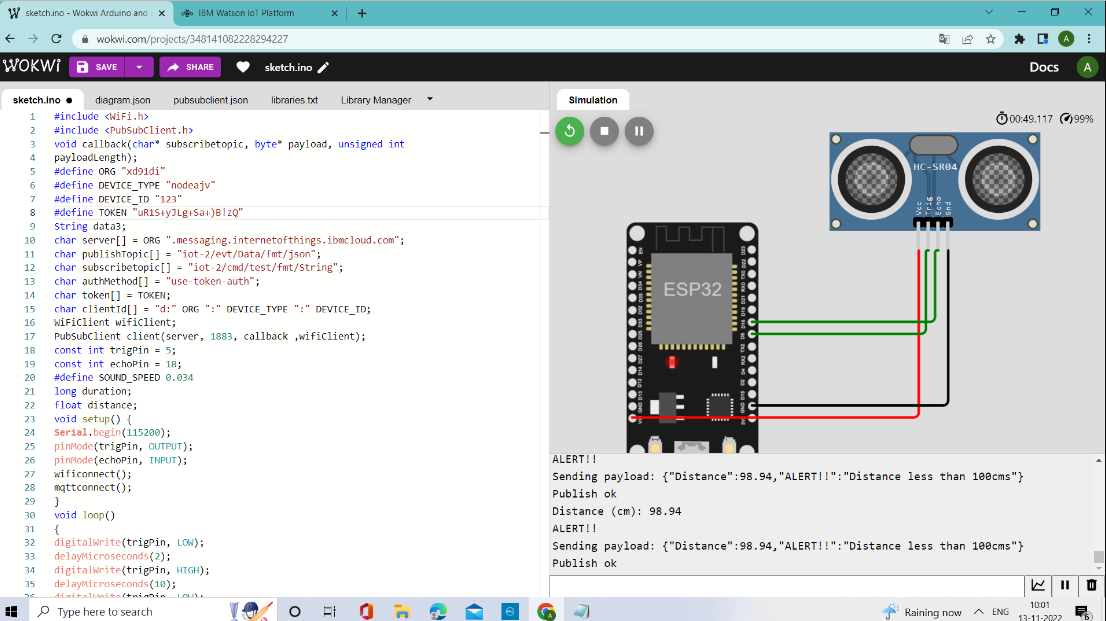 sketch.ino - Wokwi Arduino and
IBM Watson IoT Platform
wokwi.com/projects/348141082228294227
A
WOKWi
SAVE
SHARE
sketch.ino
Docs
A
sketch.ino
diagram.json
pubsubclient.json
libraries.txt
Library Manager
1 #include <WiFi.h>
2 #include <PubSubClient.h>
3 void callback(char* subscribetopic, byte* payload, unsigned int
4 payloadLength);
5 #define ORG "xd91di"
6 #define DEVICE_TYPE "nodeajv"
7 #define DEVICE_ID "123"
8 #define TOKEN "uR1S+yJLg+Sa+)B!zQ"
9 String data3;
10 char server[] = ORG ".messaging.internetofthings.ibmcloud.com";
11 char publishTopic[] = "iot-2/evt/Data/fmt/json";
12 char subscribetopic[] = "iot-2/cmd/test/fmt/String";
13 char authMethod[] = "use-token-auth";
14 char token[] = TOKEN;
15 char clientId[] = "d:" ORG ":" DEVICE_TYPE ":" DEVICE_ID;
16 WiFiClient wifiClient;
17 PubSubClient client(server, 1883, callback ,wifiClient);
18 const int trigPin = 5;
19 const int echoPin = 18;
20 #define SOUND_SPEED 0.034
21 long duration;
22 float distance;
23 void setup() {
24 Serial.begin(115200);
25 pinMode(trigPin, OUTPUT);
26 pinMode(echoPin, INPUT);
27 wificonnect();
28 mqttconnect();
29 }
30 void loop()
31 {
32 digitalWrite(trigPin, LOW);
33 delayMicroseconds(2);
34 digitalWrite(trigPin, HIGH);
35 delayMicroseconds(10);
36 digitalWrite(trigPin, LOW);
Simulation
00:49.117
99%
HC-SR04
Vcc
Trig
Echo
Gnd
ESP32
ALERT!!
Sending payload: {"Distance":98.94,"ALERT!!":"Distance less than 100cms"}
Publish ok
Distance (cm): 98.94
ALERT!!
Sending payload: {"Distance":98.94,"ALERT!!":"Distance less than 100cms"}
Publish ok
Type here to search
Raining now
ENG
10:01
13-11-2022
6